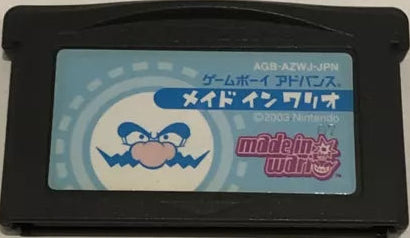 AGB-AZWJ-JPN
ゲームボーイ アドバンス
メイド イン ワリオ
©2003 Nintendo
made in
wario
TM